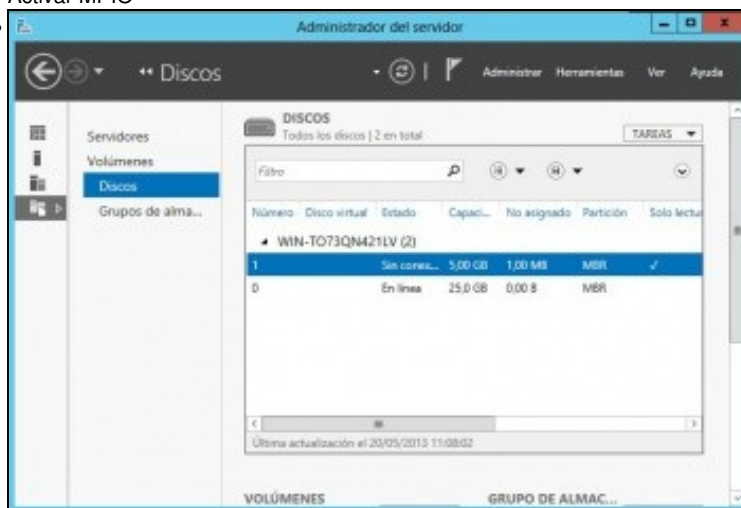 Activar MPIO
Administrador del servidor
Discos
Administrar Herramientas Ver Ayuda
DISCOS
Todos los discos | 2 en total
TAREAS
Servidores
Volúmenes
Discos
Grupos de alma...
Filtro
Número Disco virtual Estado Capaci... No asignado Partición Solo lectu
WIN-TO73QN421LV (2)
1 Sin cones... 5,00 GB 1,00 MB MBR
0 En línea 25,0 GB 0,00 B MBR
Última actualización el 20/05/2013 11:08:02
VOLÚMENES
GRUPO DE ALMAC...